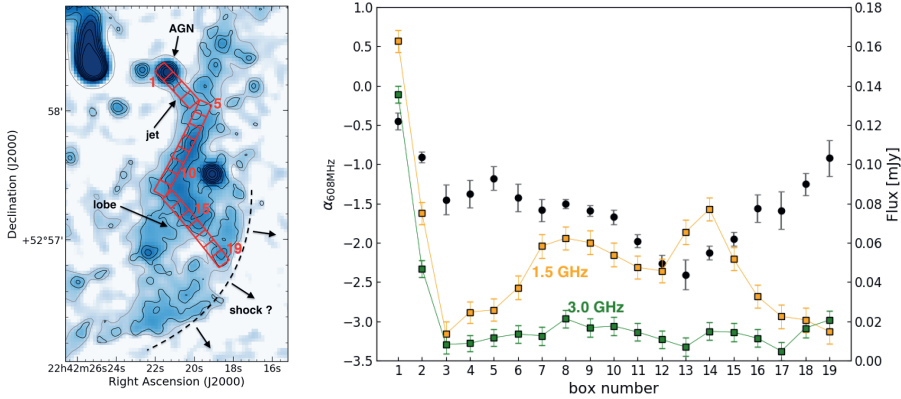 AGN
1
5
58'
jet
10
lobe
15
+52°57'
19
shock ?
Declination (J2000)
22h42m26s24s 22s 20s 18s 16s
Right Ascension (J2000)
1.0 0.5 0.0 −0.5 −1.0 −1.5 −2.0 −2.5 −3.0 −3.5
α608MHz
1.5 GHz
3.0 GHz
0.18 0.16 0.14 0.12 0.10 0.08 0.06 0.04 0.02 0.00
Flux [mJy]
1 2 3 4 5 6 7 8 9 10 11 12 13 14 15 16 17 18 19
box number